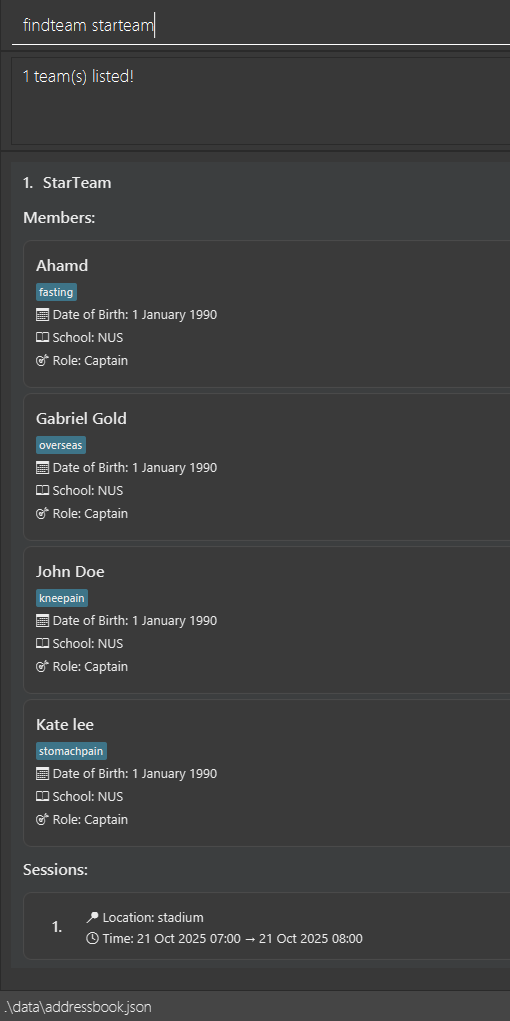 findteam starteam
1 team(s) listed!
1. StarTeam
Members:
Ahamd
fasting
Date of Birth: 1 January 1990
School: NUS
Role: Captain
Gabriel Gold
overseas
Date of Birth: 1 January 1990
School: NUS
Role: Captain
John Doe
kneepain
Date of Birth: 1 January 1990
School: NUS
Role: Captain
Kate lee
stomachpain
Date of Birth: 1 January 1990
School: NUS
Role: Captain
Sessions:
1.
Location: stadium
Time: 21 Oct 2025 07:00 → 21 Oct 2025 08:00
.\data\addressbook.json